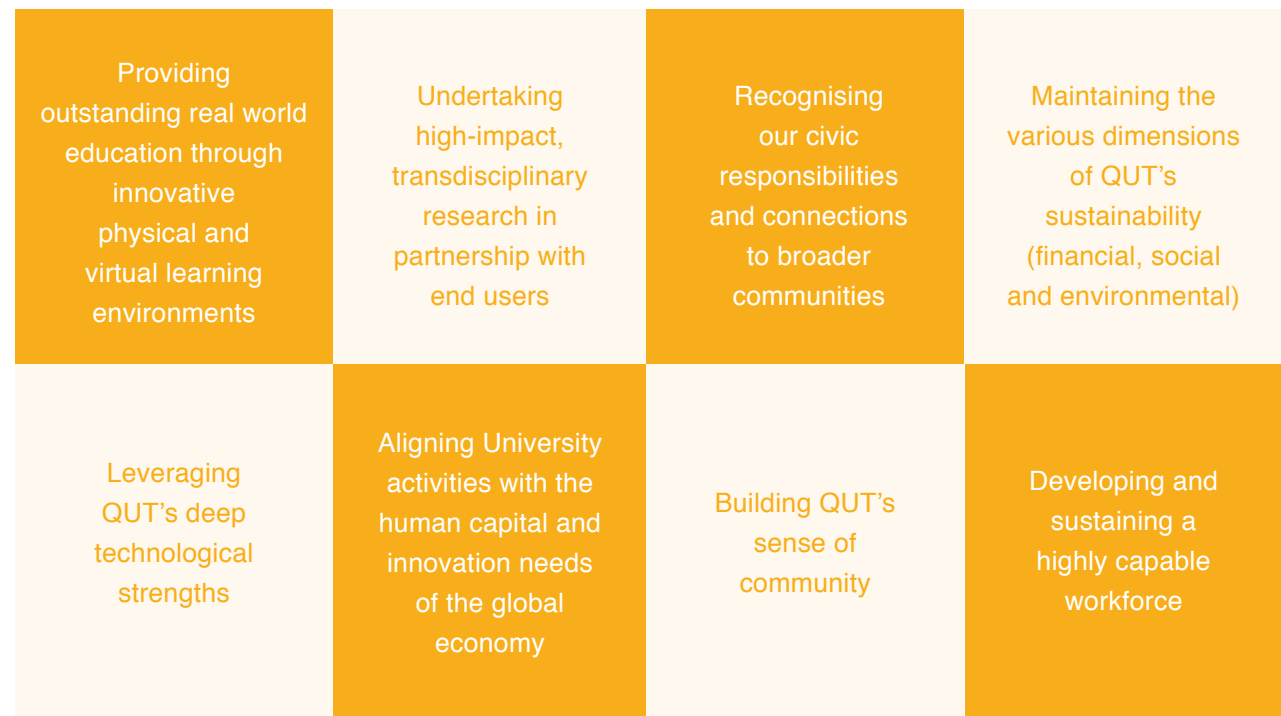 Providing
outstanding real world
education through
innovative
physical and
virtual learning
environments
Undertaking
high-impact,
transdisciplinary
research in
partnership with
end users
Recognising
our civic
responsibilities
and connections
to broader
communities
Maintaining the
various dimensions
of QUT’s
sustainability
(financial, social
and environmental)
Leveraging
QUT’s deep
technological
strengths
Aligning University
activities with the
human capital and
innovation needs
of the global
economy
Building QUT’s
sense of
community
Developing and
sustaining a
highly capable
workforce